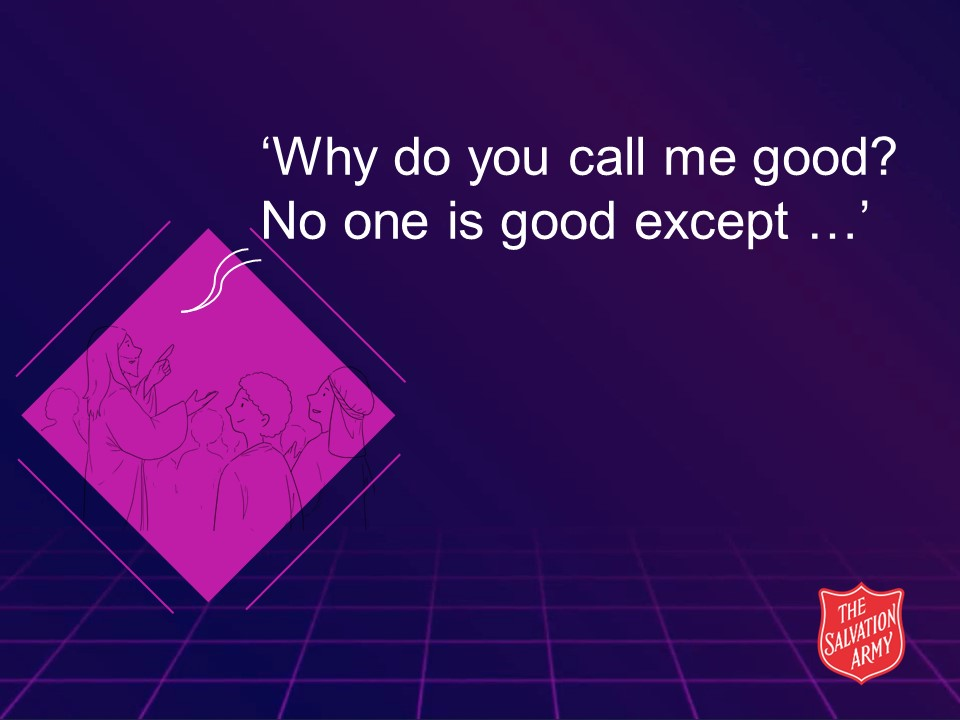 ‘Why do you call me good?
No one is good except …’
THE
SALVATION
ARMY